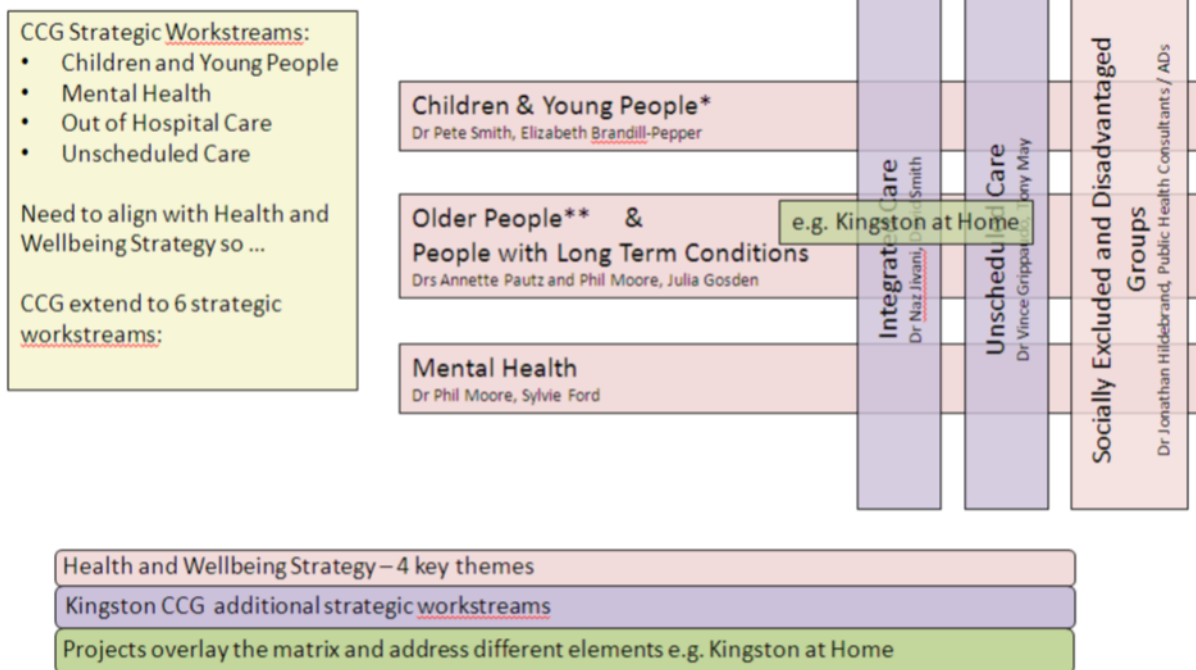 CCG Strategic Workstreams:
• Children and Young People
• Mental Health
• Out of Hospital Care
• Unscheduled Care
Need to align with Health and
Wellbeing Strategy so ...
CCG extend to 6 strategic
workstreams:
Children & Young People*
Dr Pete Smith, Elizabeth Brandill-Pepper
Older People** &
People with Long Term Conditions
Drs Annette Pautz and Phil Moore, Julia Gosden
Mental Health
Dr Phil Moore, Sylvie Ford
e.g. Kingston at Home
Integrated Care
Dr Naz Jivani, Smith
Unscheduled Care
Dr Vince Tony May
Socially Excluded and Disadvantaged
Groups
Dr Jonathan Hildebrand, Public Health Consultants / ADs
Health and Wellbeing Strategy – 4 key themes
Kingston CCG additional strategic workstreams
Projects overlay the matrix and address different elements e.g. Kingston at Home